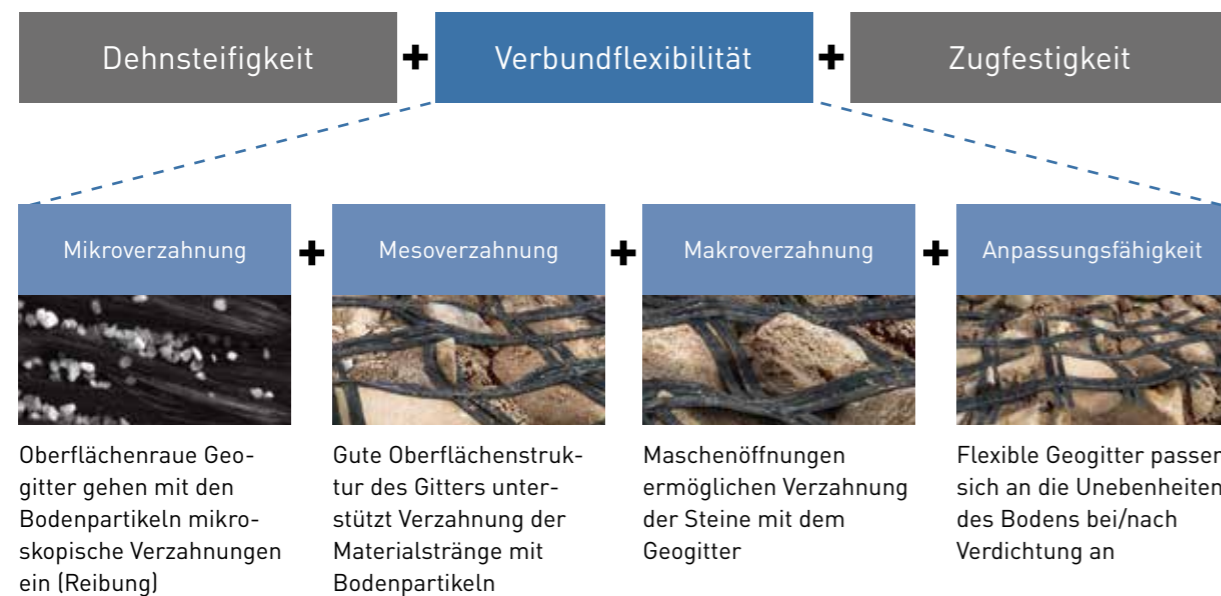 Dehnsteifigkeit + Verbundflexibilität + Zugfestigkeit
Mikroverzahnung + Mesoverzahnung + Makroverzahnung + Anpassungsfähigkeit
Oberflächenraue Geo-
gitter gehen mit den
Bodenpartikeln mikro-
skopische Verzahnungen
ein (Reibung)
Gute Oberflächenstruk-
tur des Gitters unter-
stützt Verzahnung der
Materialstränge mit
Bodenpartikeln
Maschenöffnungen
ermöglichen Verzahnung
der Steine mit dem
Geogitter
Flexible Geogitter passen
sich an die Unebenheiten
des Bodens bei/nach
Verdichtung an